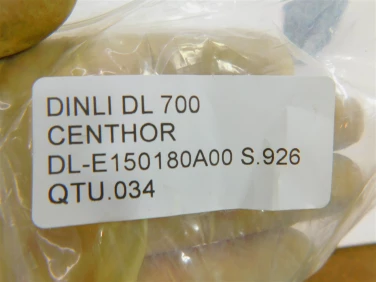 DINLI DL 700
CENTHOR
DL-E150180A00 S.926
QTU.034